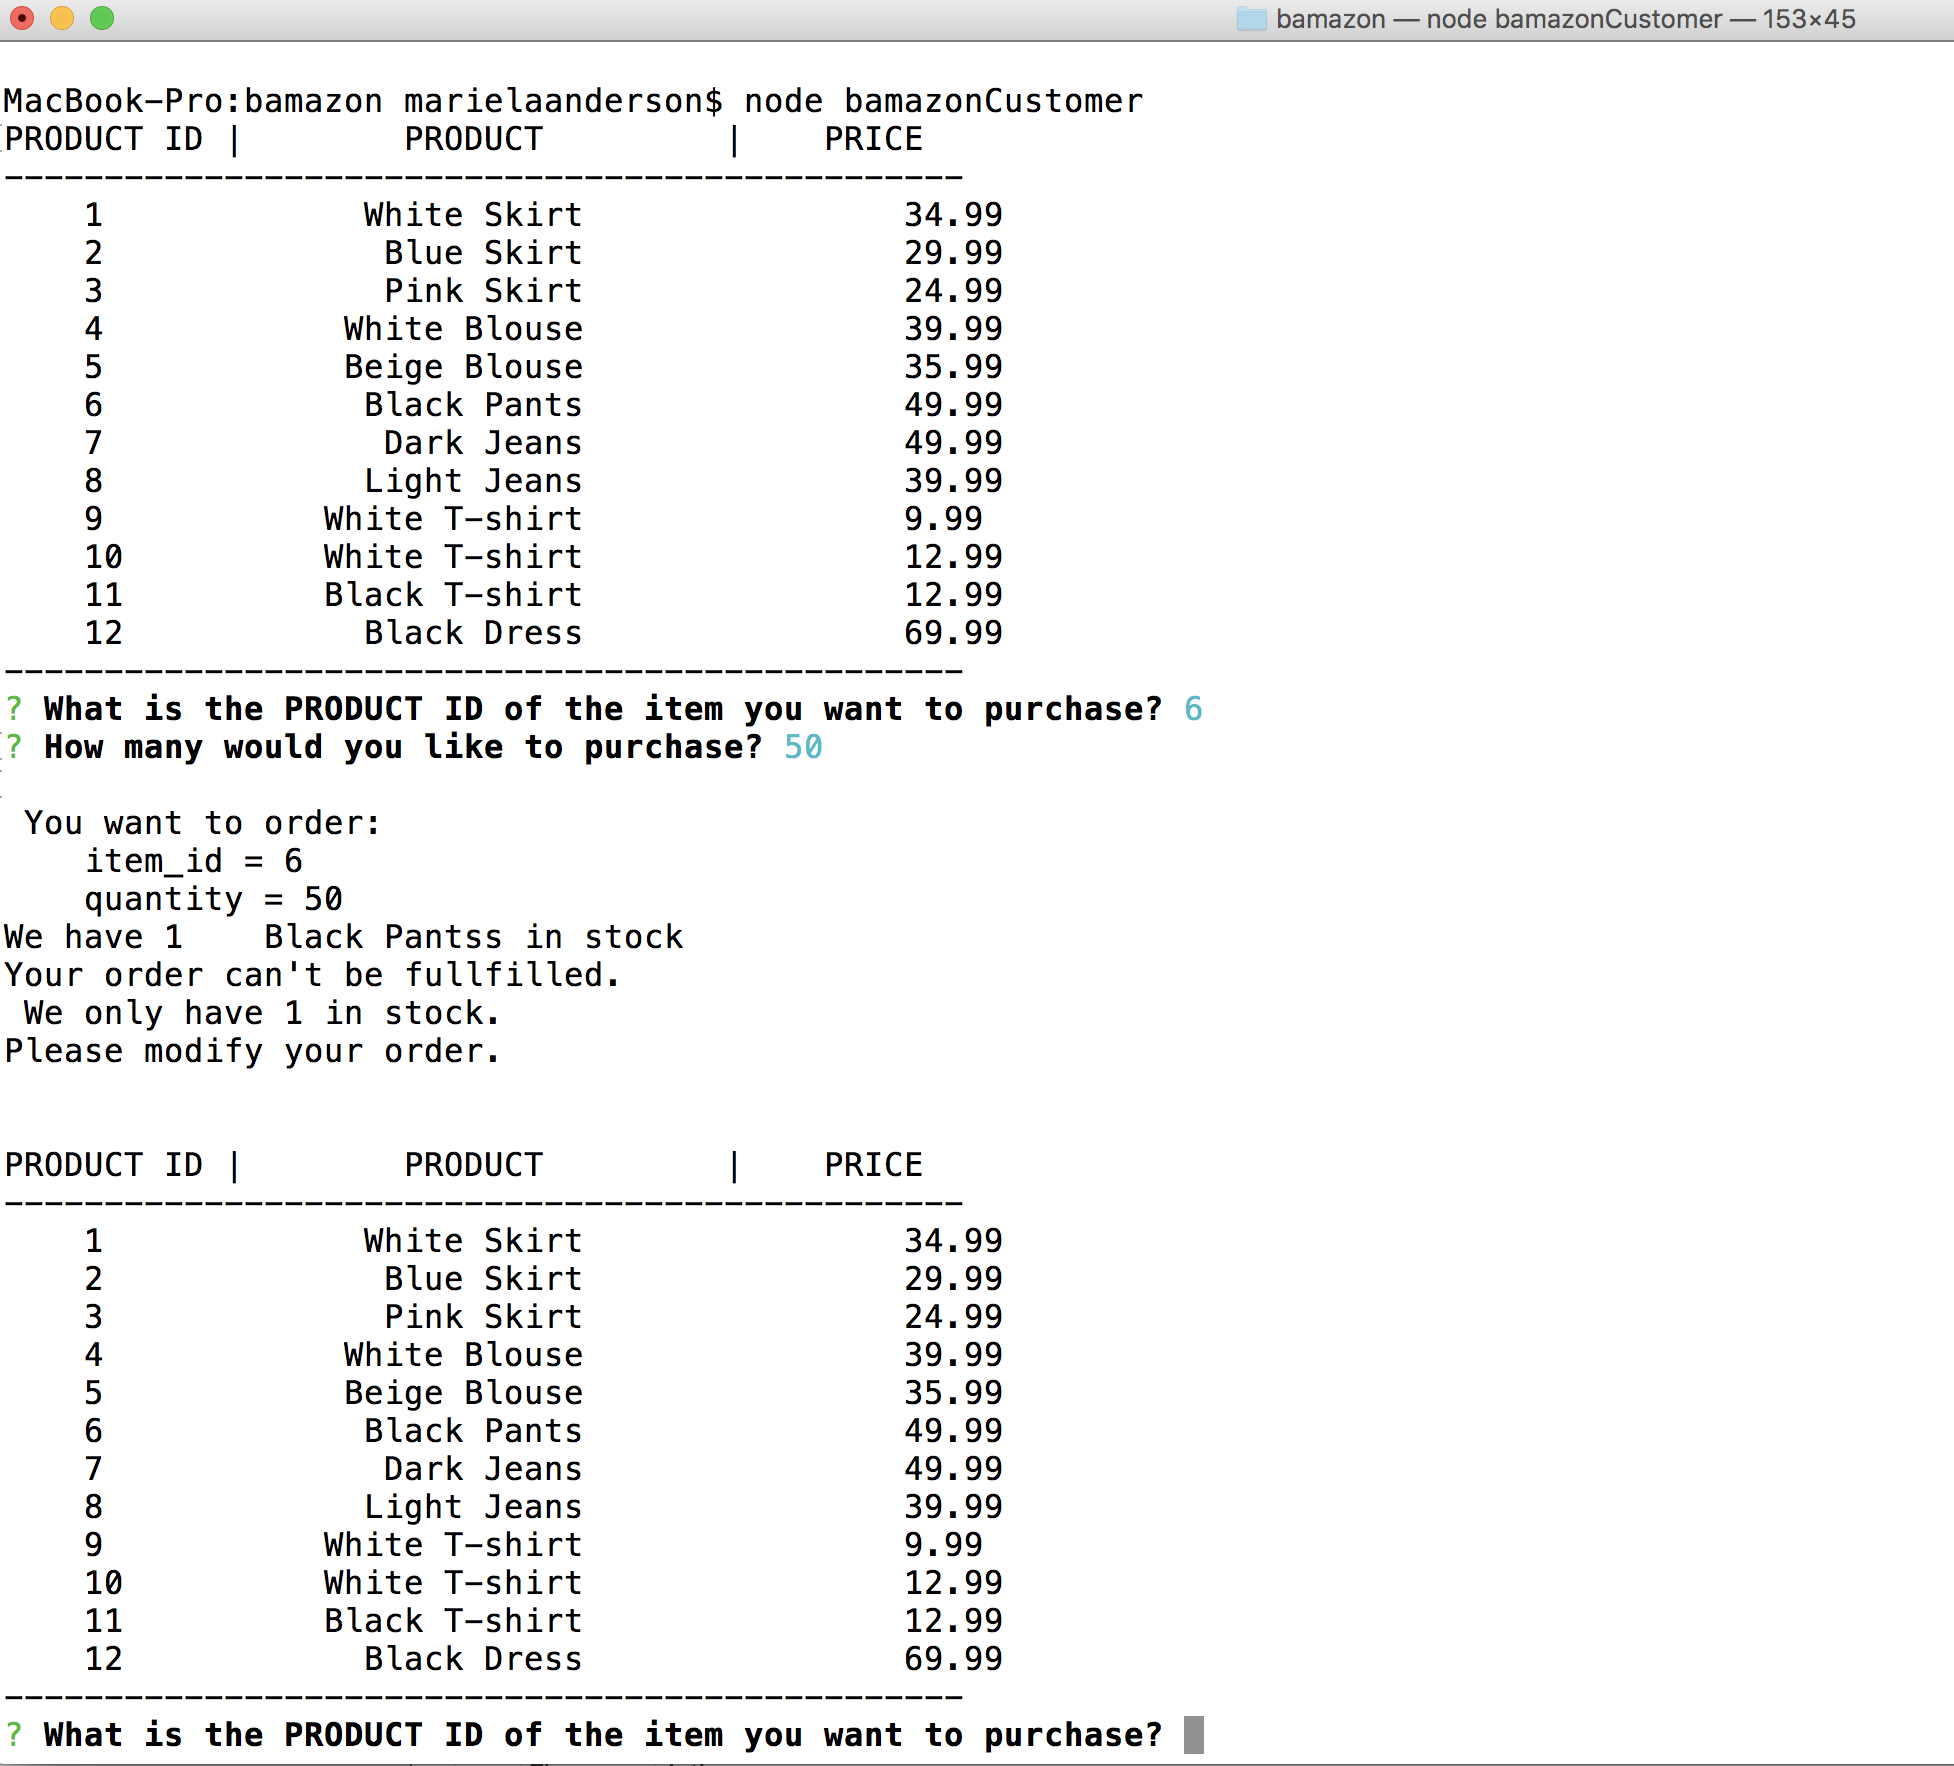 bamazon — node bamazonCustomer — 153×45
MacBook-Pro:bamazon marielaanderson$ node bamazonCustomer
PRODUCT ID |        PRODUCT         |    PRICE
------------------------------------------------
    1             White Skirt                34.99
    2              Blue Skirt                29.99
    3              Pink Skirt                24.99
    4            White Blouse                39.99
    5            Beige Blouse                35.99
    6             Black Pants                49.99
    7              Dark Jeans                49.99
    8             Light Jeans                39.99
    9           White T-shirt                9.99
    10          White T-shirt                12.99
    11          Black T-shirt                12.99
    12            Black Dress                69.99
------------------------------------------------
? What is the PRODUCT ID of the item you want to purchase? 6
? How many would you like to purchase? 50
 You want to order:
    item_id = 6
    quantity = 50
We have 1    Black Pantss in stock
Your order can't be fullfilled.
 We only have 1 in stock.
Please modify your order.
PRODUCT ID |        PRODUCT         |    PRICE
------------------------------------------------
    1             White Skirt                34.99
    2              Blue Skirt                29.99
    3              Pink Skirt                24.99
    4            White Blouse                39.99
    5            Beige Blouse                35.99
    6             Black Pants                49.99
    7              Dark Jeans                49.99
    8             Light Jeans                39.99
    9           White T-shirt                9.99
    10          White T-shirt                12.99
    11          Black T-shirt                12.99
    12            Black Dress                69.99
------------------------------------------------
? What is the PRODUCT ID of the item you want to purchase?